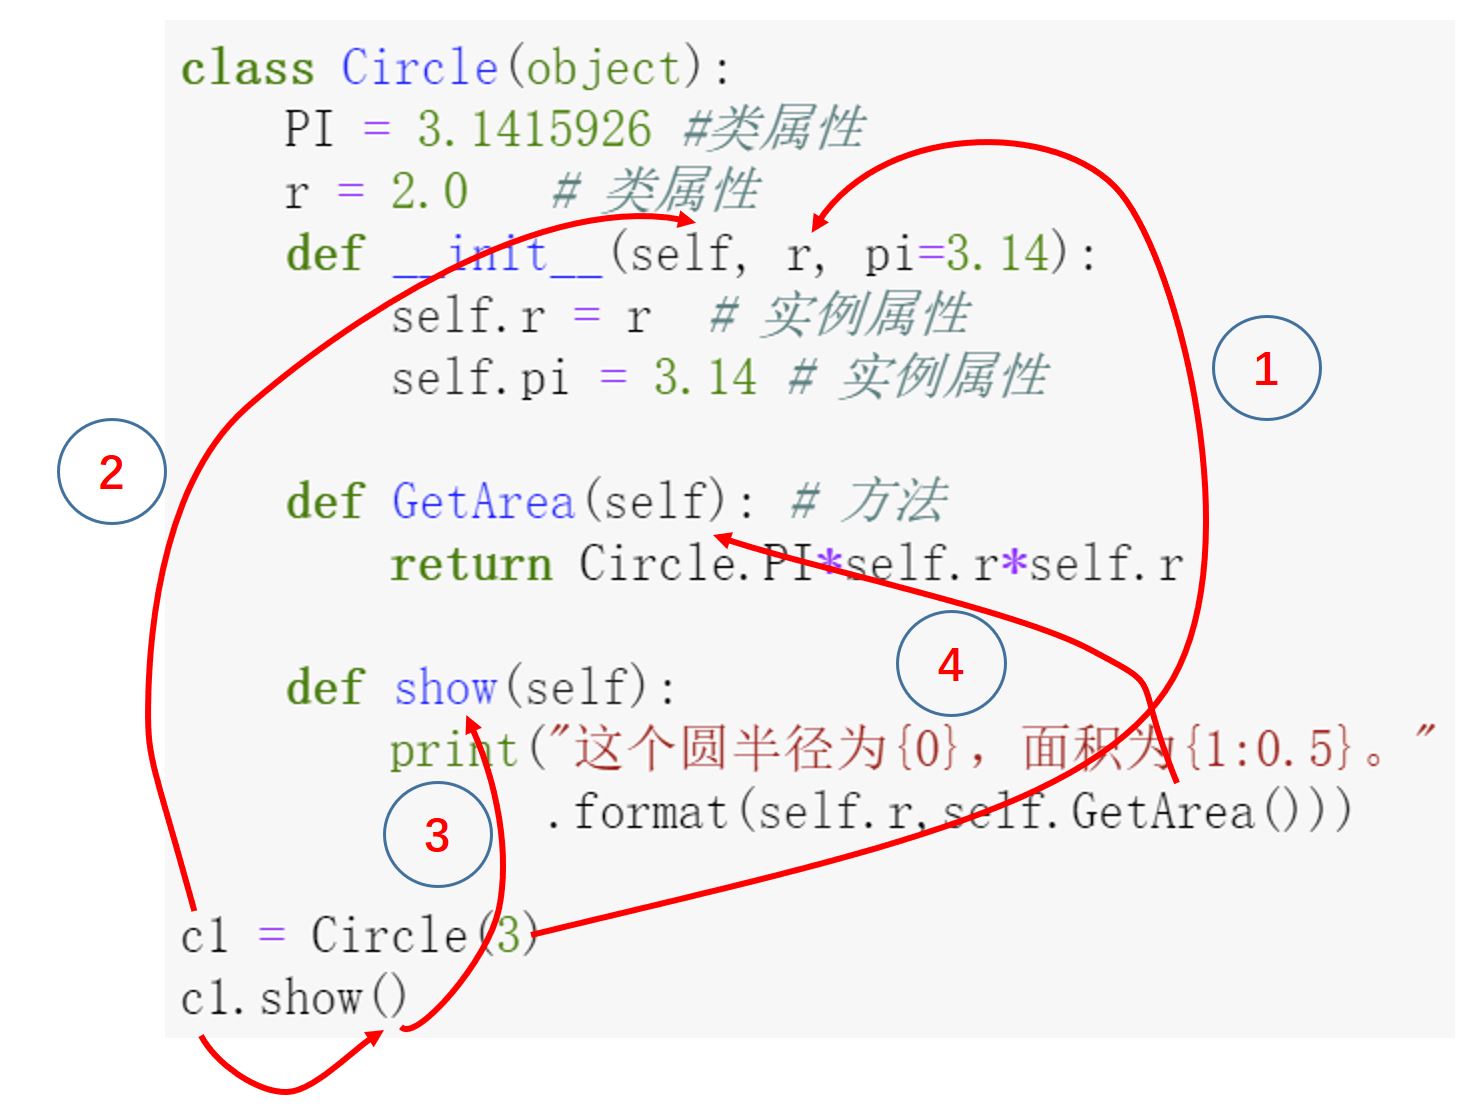 class Circle(object):
    PI = 3.1415926 #类属性
    r = 2.0   # 类属性
    def __init__(self, r, pi=3.14):
        self.r = r  # 实例属性
        self.pi = 3.14 # 实例属性
1
2
    def GetArea(self): # 方法
        return Circle.PI*self.r*self.r
4
    def show(self):
        print("这个圆半径为{0}，面积为{1:0.5}。"
              .format(self.r,self.GetArea()))
3
c1 = Circle(3)
c1.show()